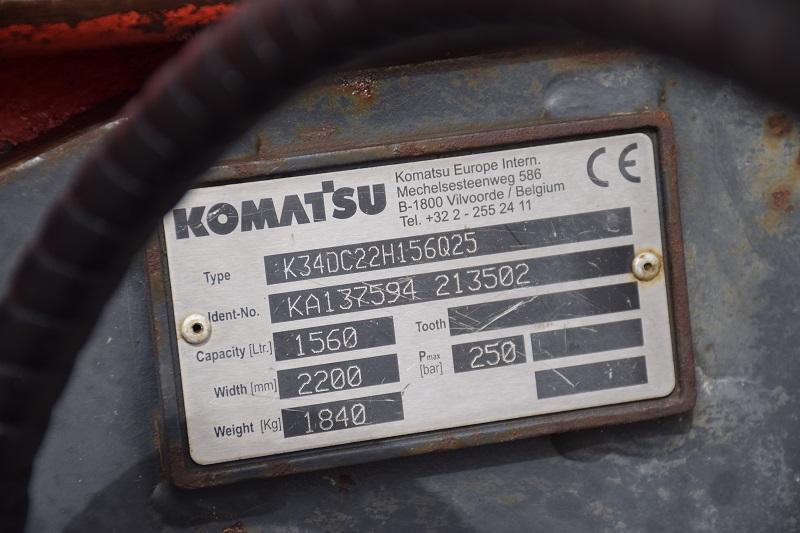 KOMATSU
Komatsu Europe Intern.
Mechelsesteenweg 586
B-1800 Vilvoorde / Belgium
Tel. +32 2 - 255 24 11
CE
Type K34DC22H156Q25
Ident-No. KA137594 213502
Capacity [Ltr.] 1560 Tooth
Width [mm] 2200 Pmax [bar] 250
Weight [Kg] 1840